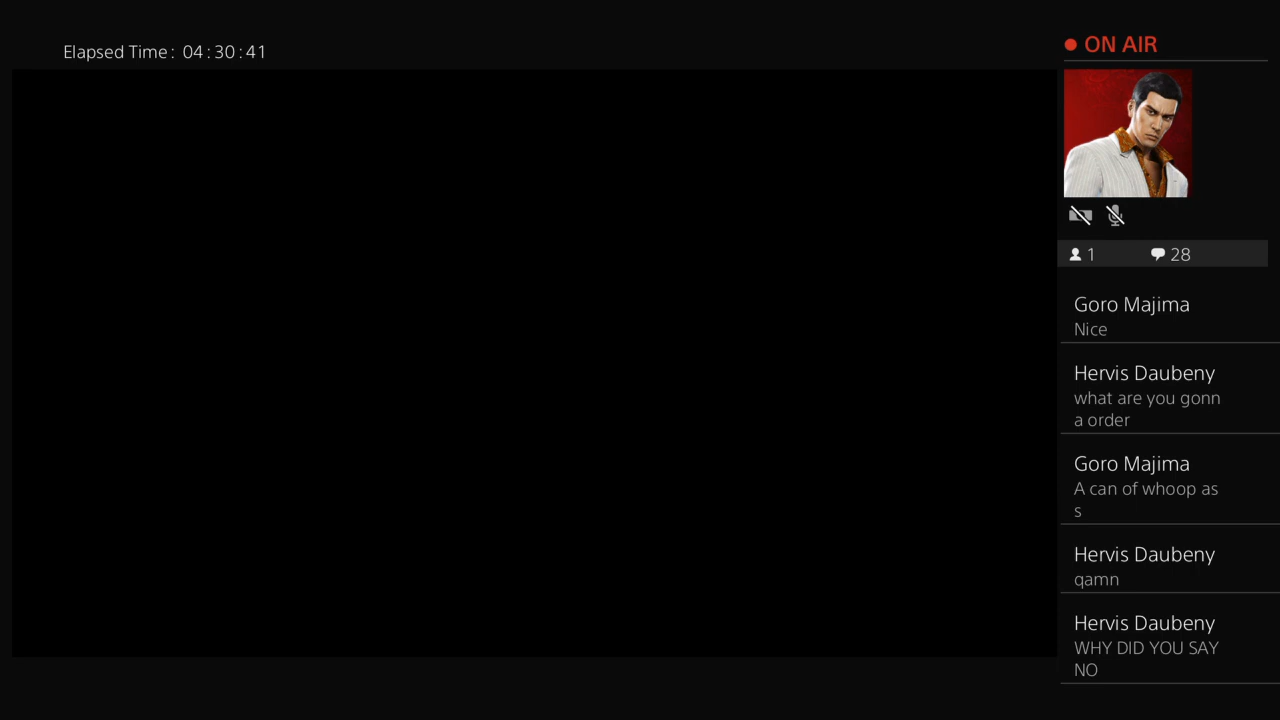 Elapsed Time: 04:30:41
ON AIR
1 28
Goro Majima
Nice
Hervis Daubeny
what are you gonn
a order
Goro Majima
A can of whoop as
s
Hervis Daubeny
qamn
Hervis Daubeny
WHY DID YOU SAY
NO